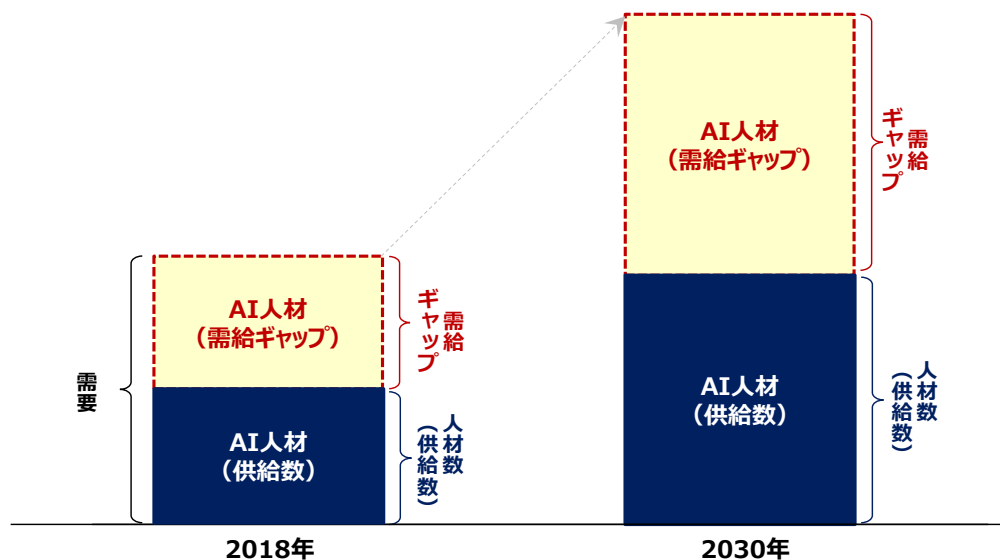 AI人材
（需給ギャップ）
需給
ギャップ
AI人材
（需給ギャップ）
需給
ギャップ
需要
AI人材
（供給数）
人材数
（供給数）
AI人材
（供給数）
人材数
（供給数）
2018年
2030年